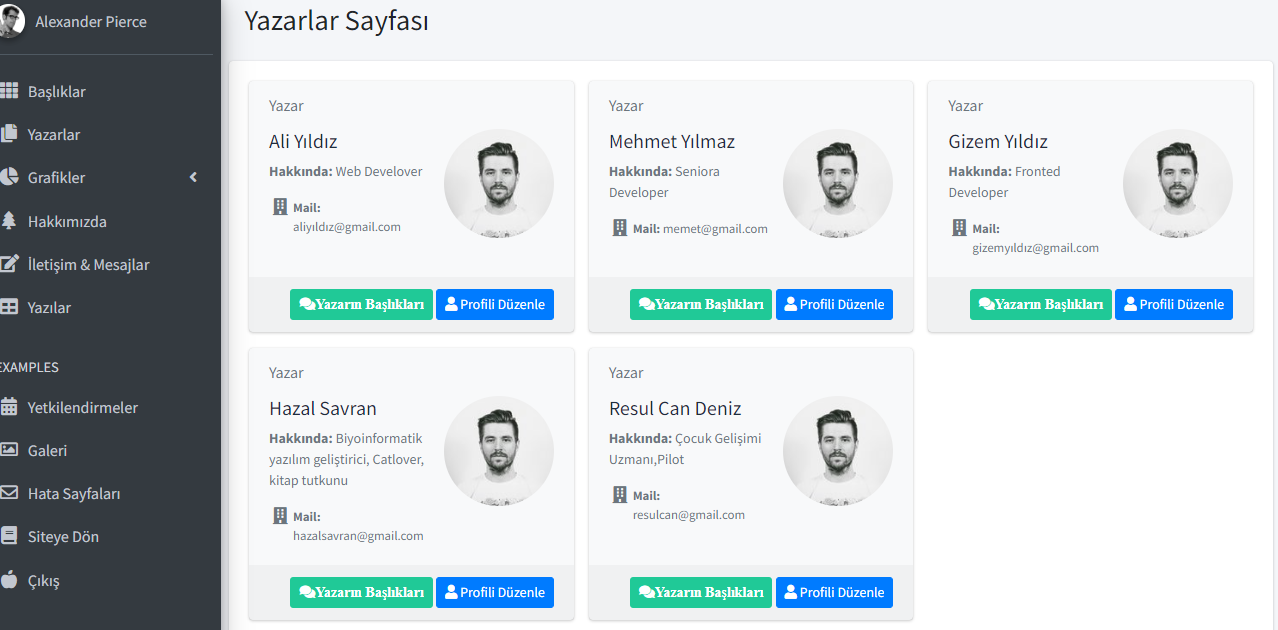 Alexander Pierce
Başlıklar
Yazarlar
Grafikler
Hakkımızda
İletişim & Mesajlar
Yazılar
EXAMPLES
Yetkilendirmeler
Galeri
Hata Sayfaları
Siteye Dön
Çıkış
Yazarlar Sayfası
Yazar
Ali Yıldız
Hakkında: Web Develover
Mail:
aliyıldız@gmail.com
Yazarın Başlıkları
Profili Düzenle
Yazar
Mehmet Yılmaz
Hakkında: Seniora
Developer
Mail: memet@gmail.com
Yazarın Başlıkları
Profili Düzenle
Yazar
Gizem Yıldız
Hakkında: Fronted
Developer
Mail:
gizemyıldız@gmail.com
Yazarın Başlıkları
Profili Düzenle
Yazar
Hazal Savran
Hakkında: Biyoinformatik
yazılım geliştirici, Catlover,
kitap tutkunu
Mail:
hazalsavran@gmail.com
Yazarın Başlıkları
Profili Düzenle
Yazar
Resul Can Deniz
Hakkında: Çocuk Gelişimi
Uzmanı,Pilot
Mail:
resulcan@gmail.com
Yazarın Başlıkları
Profili Düzenle